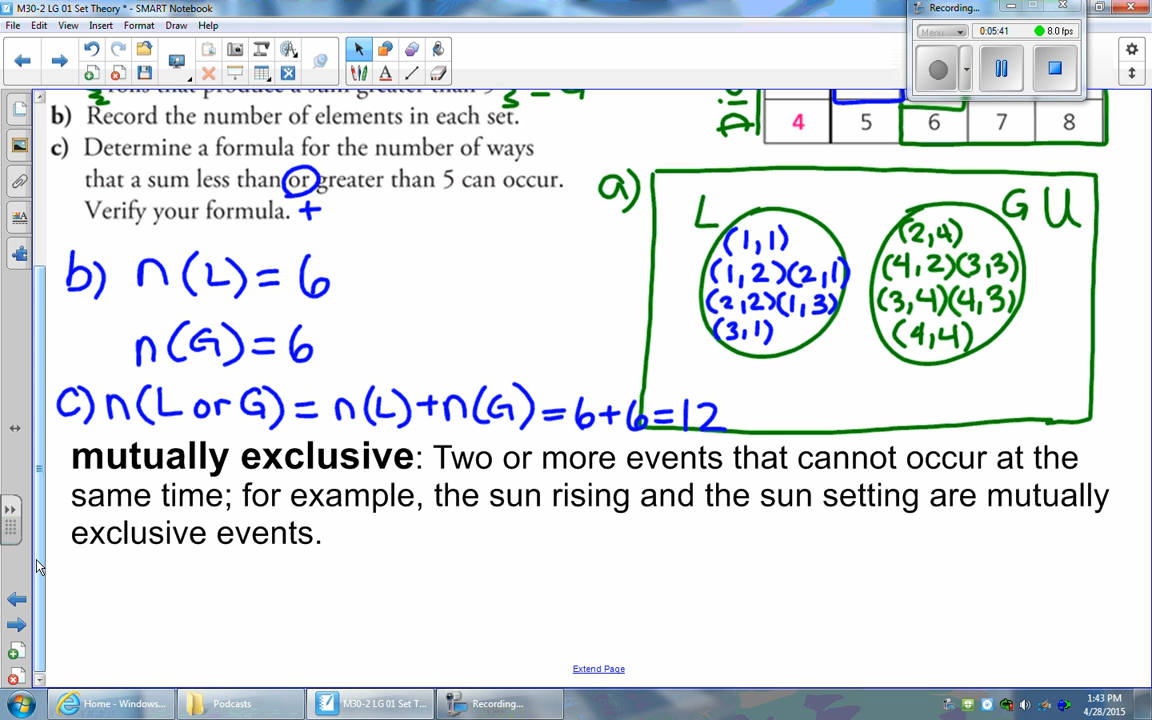 M30-2 LG 01 Set Theory * - SMART Notebook
Recording...
File Edit View Insert Format Draw Help
Menu 0:05:41 8.0 fps
that produce a sum greater than
b) Record the number of elements in each set.
4 5 6 7 8
c) Determine a formula for the number of ways
that a sum less than or greater than 5 can occur.
Verify your formula. +
a)
L G U
(1,1)
(1,2)(2,1)
(2,2)(1,3)
(3,1)
(2,4)
(4,2)(3,3)
(3,4)(4,3)
(4,4)
b) n(L)=6
n(G)=6
c) n(L or G)= n(L)+n(G)=6+6=12
mutually exclusive: Two or more events that cannot occur at the
same time; for example, the sun rising and the sun setting are mutually
exclusive events.
Extend Page
Home - Windows... Podcasts M30-2 LG 01 Set T... Recording...
1:43 PM
4/28/2015